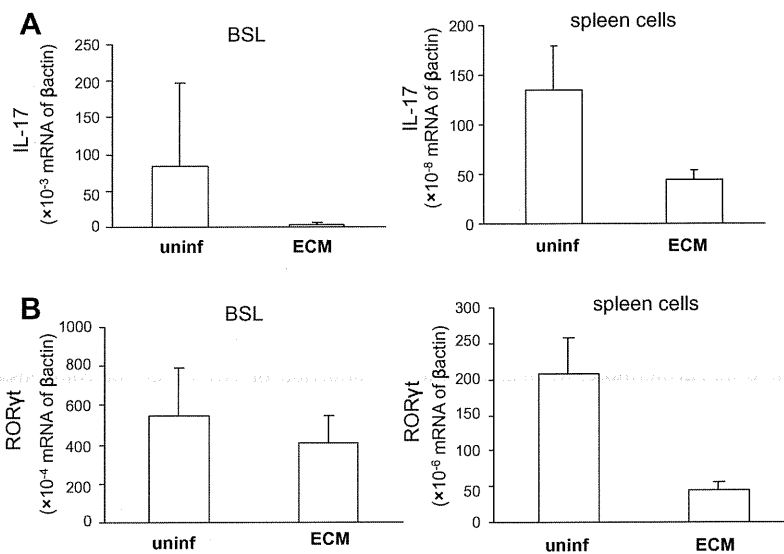 A
BSL
IL-17
(×10⁻³ mRNA of βactin)
250
200
150
100
50
0
uninf
ECM
spleen cells
IL-17
(×10⁻⁸ mRNA of βactin)
200
150
100
50
0
uninf
ECM
B
BSL
RORγt
(×10⁻⁴ mRNA of βactin)
1000
800
600
400
200
0
uninf
ECM
spleen cells
RORγt
(×10⁻⁶ mRNA of βactin)
300
250
200
150
100
50
0
uninf
ECM